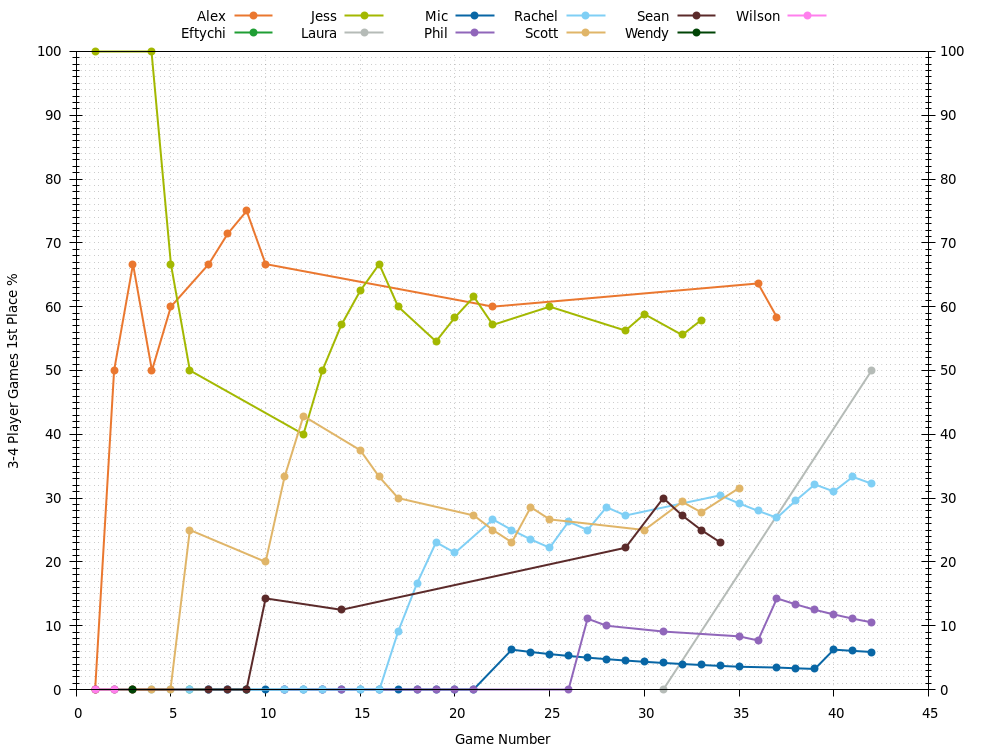 Alex Jess Mic Rachel Sean Wilson
Eftychi Laura Phil Scott Wendy
100 100
90 90
80 80
70 70
60 60
50 50
40 40
30 30
20 20
10 10
0 0
0 5 10 15 20 25 30 35 40 45
3-4 Player Games 1st Place %
Game Number